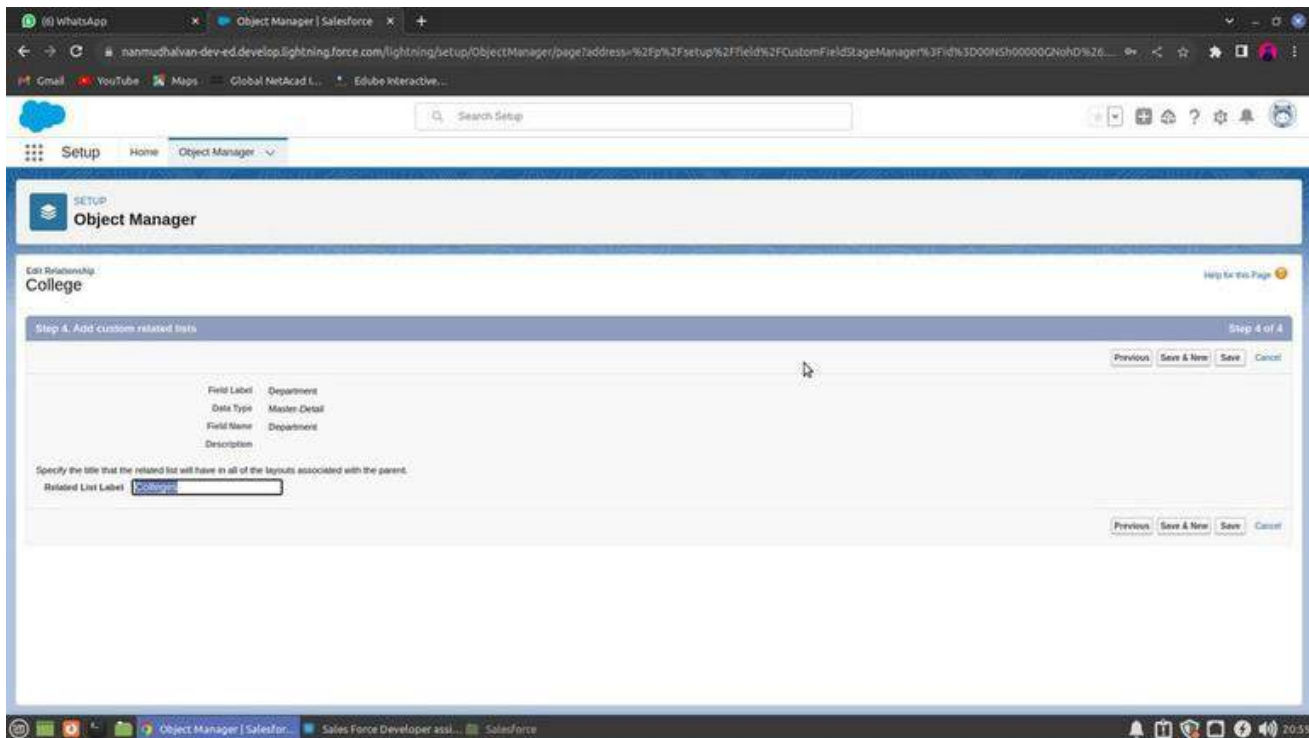 (6) WhatsApp
Object Manager | Salesforce
nanmudhalvan-dev-ed.develop.lightning.force.com/lightning/setup/ObjectManager/page?address=%2Fp%2Fsetup%2Ffield%2FCustomFieldStageManager%3Fid%3D00NSh00000GNohD%26...
Gmail YouTube Maps Global NetAcad L... Edube Interactive...
Search Setup
Setup Home Object Manager
SETUP
Object Manager
Edit Relationship
College
Help for this Page
Step 4. Add custom related lists Step 4 of 4
Previous Save & New Save Cancel
Field Label Department
Data Type Master-Detail
Field Name Department
Description
Specify the title that the related list will have in all of the layouts associated with the parent.
Related List Label Colleges
Previous Save & New Save Cancel
Object Manager | Salesfor... Sales Force Developer assi... Salesforce